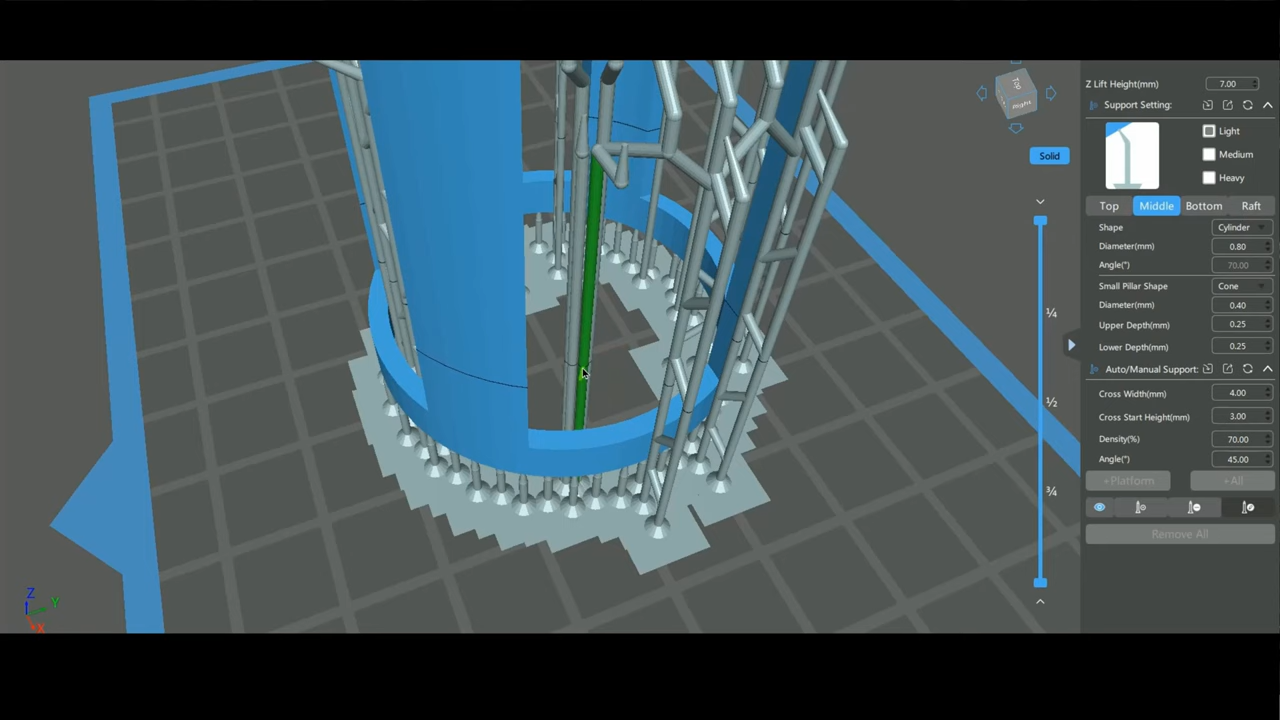 Z Lift Height(mm) 7.00
Support Setting:
Light
Medium
Heavy
Top Middle Bottom Raft
Shape Cylinder
Diameter(mm) 0.80
Angle(°) 70.00
Small Pillar Shape Cone
Diameter(mm) 0.40
Upper Depth(mm) 0.25
Lower Depth(mm) 0.25
Auto/Manual Support:
Cross Width(mm) 4.00
Cross Start Height(mm) 3.00
Density(%) 70.00
Angle(°) 45.00
+Platform +All
Remove All
Top
Right
Solid
¼
½
¾
Z
Y
X